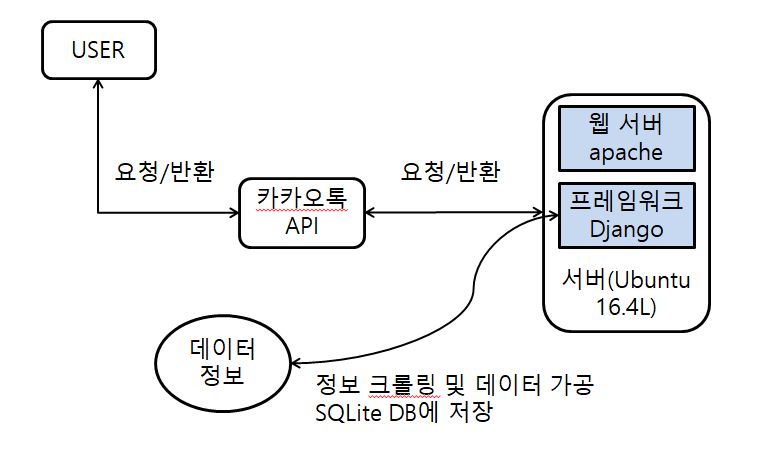 USER
요청/반환
카카오톡
API
요청/반환
웹 서버
apache
프레임워크
Django
서버(Ubuntu
16.4L)
데이터
정보
정보 크롤링 및 데이터 가공
SQLite DB에 저장